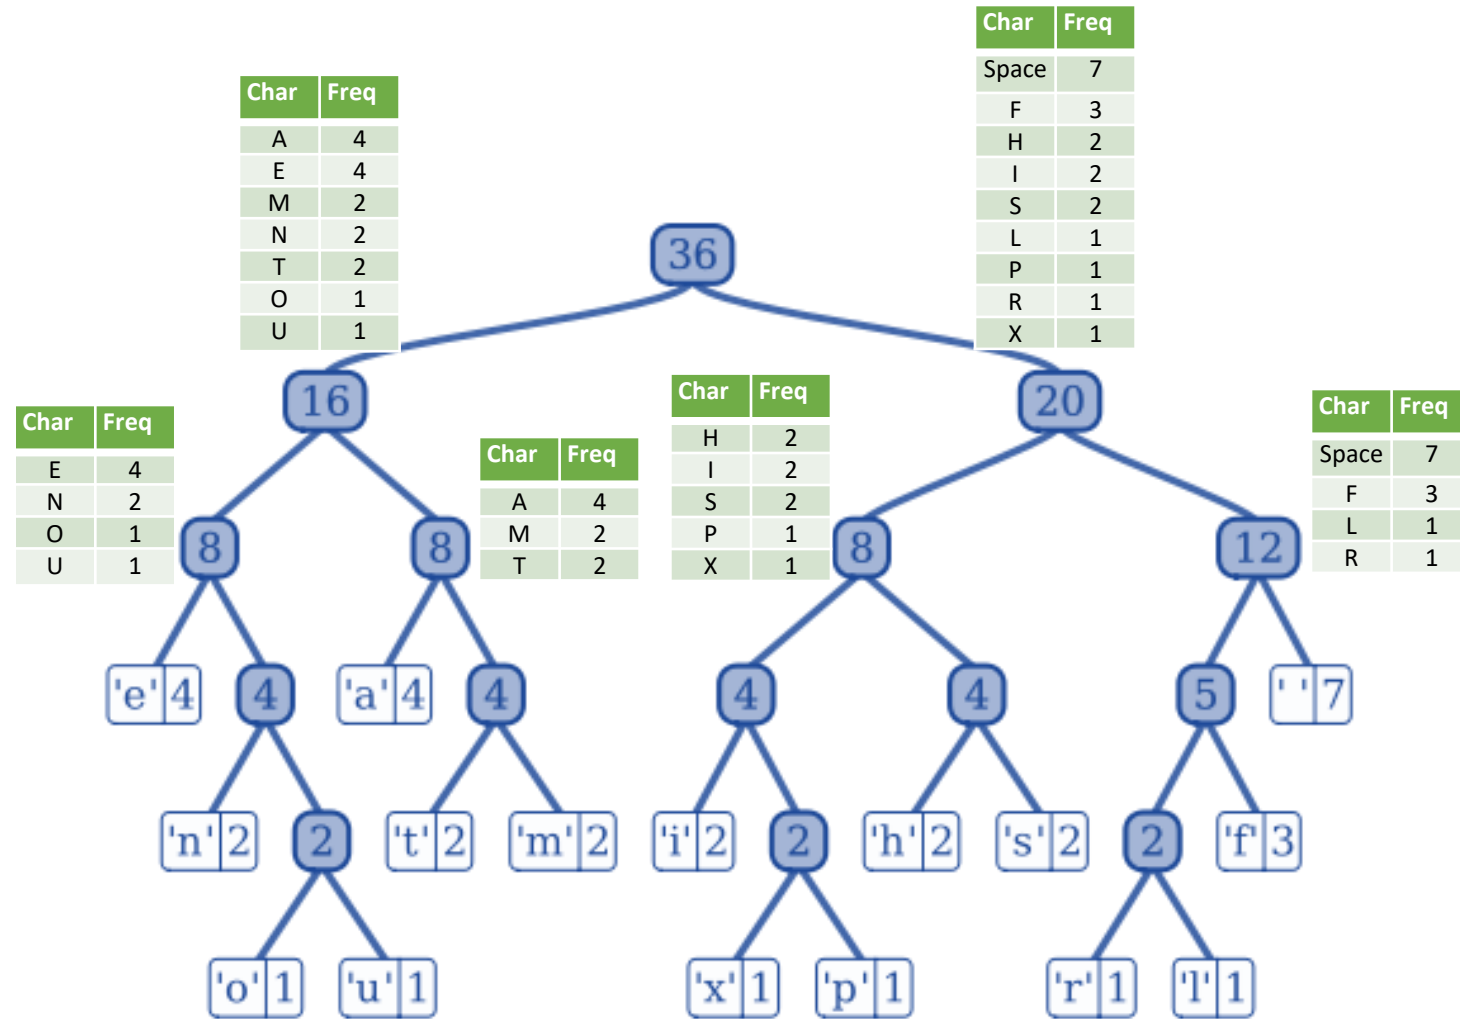 Char Freq
Space 7
F 3
H 2
I 2
S 2
L 1
P 1
R 1
X 1
Char Freq
A 4
E 4
M 2
N 2
T 2
O 1
U 1
36
16
20
Char Freq
E 4
N 2
O 1
U 1
Char Freq
A 4
M 2
T 2
Char Freq
H 2
I 2
S 2
P 1
X 1
Char Freq
Space 7
F 3
L 1
R 1
8
8
8
12
'e' 4
4
'a' 4
4
4
4
5
' ' 7
'n' 2
2
't' 2
'm' 2
'i' 2
2
'h' 2
's' 2
2
'f' 3
'o' 1
'u' 1
'x' 1
'p' 1
'r' 1
'l' 1